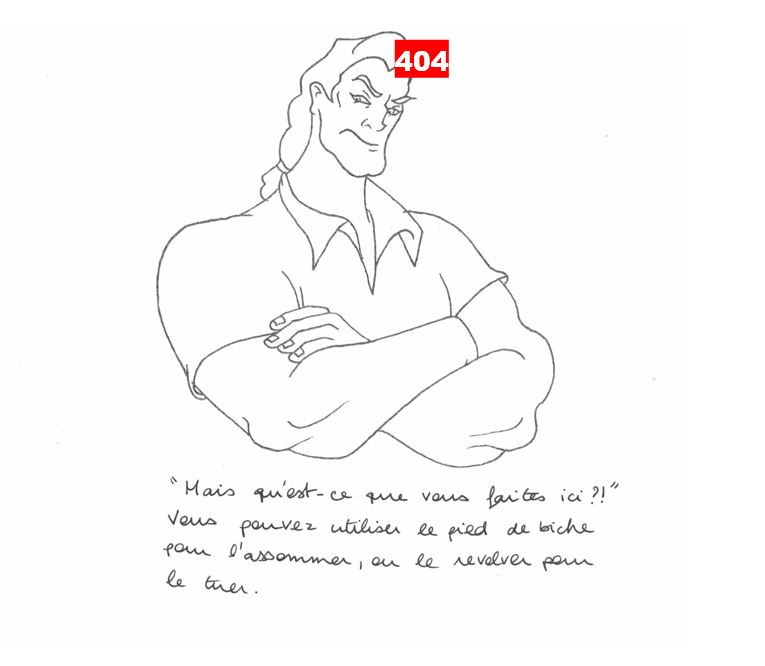 404
"Mais qu'est-ce que vous faites ici ?!"
Vous pouvez utiliser le pied de biche
pour l'assommer, ou le revolver pour
le tuer.